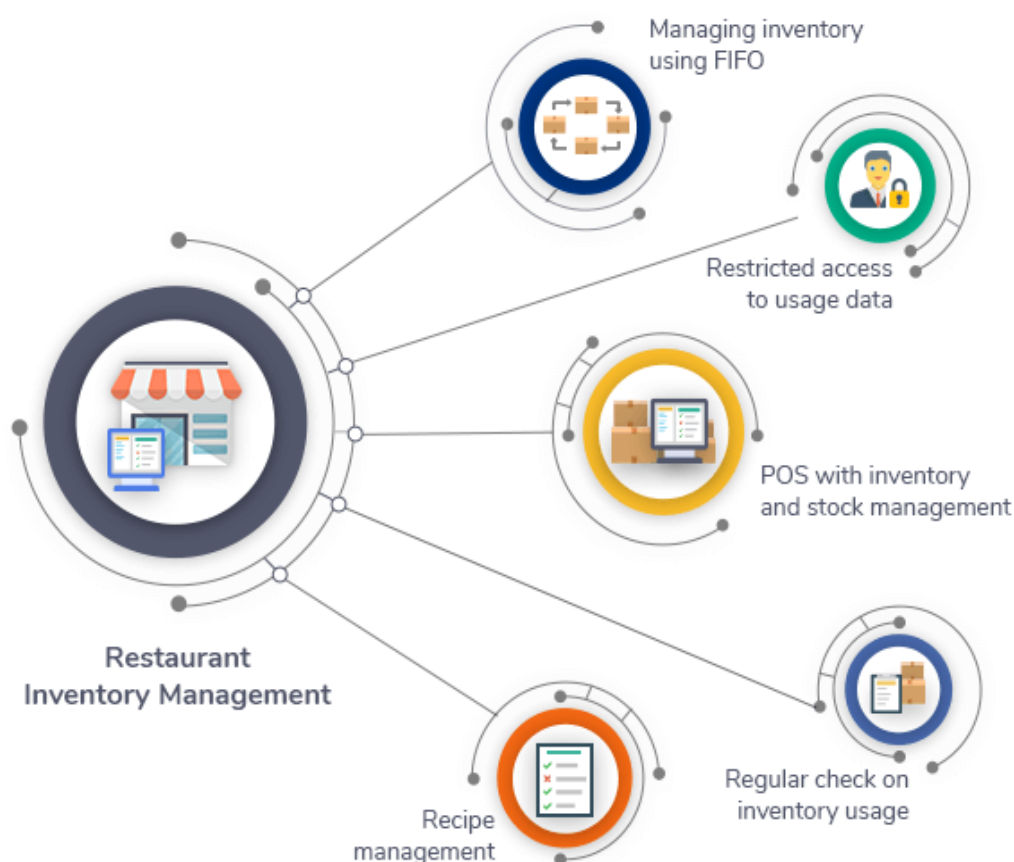 Managing inventory
using FIFO
Restricted access
to usage data
POS with inventory
and stock management
Restaurant
Inventory Management
Regular check on
inventory usage
Recipe
management